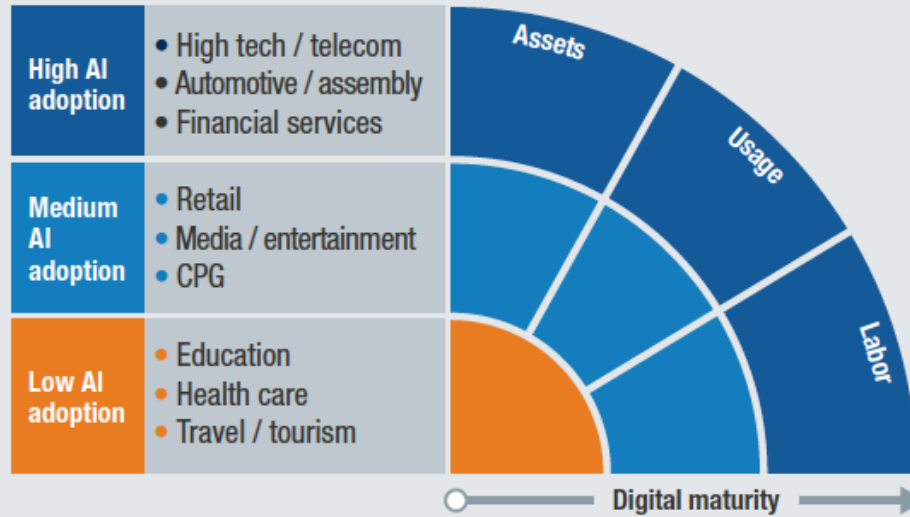 High AI
adoption
• High tech / telecom
• Automotive / assembly
• Financial services
Medium
AI
adoption
• Retail
• Media / entertainment
• CPG
Low AI
adoption
• Education
• Health care
• Travel / tourism
Assets
Usage
Labor
Digital maturity